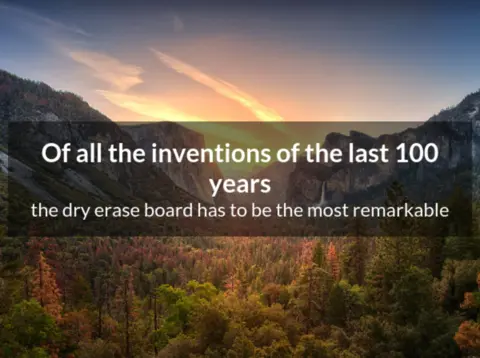 Of all the inventions of the last 100
years
the dry erase board has to be the most remarkable